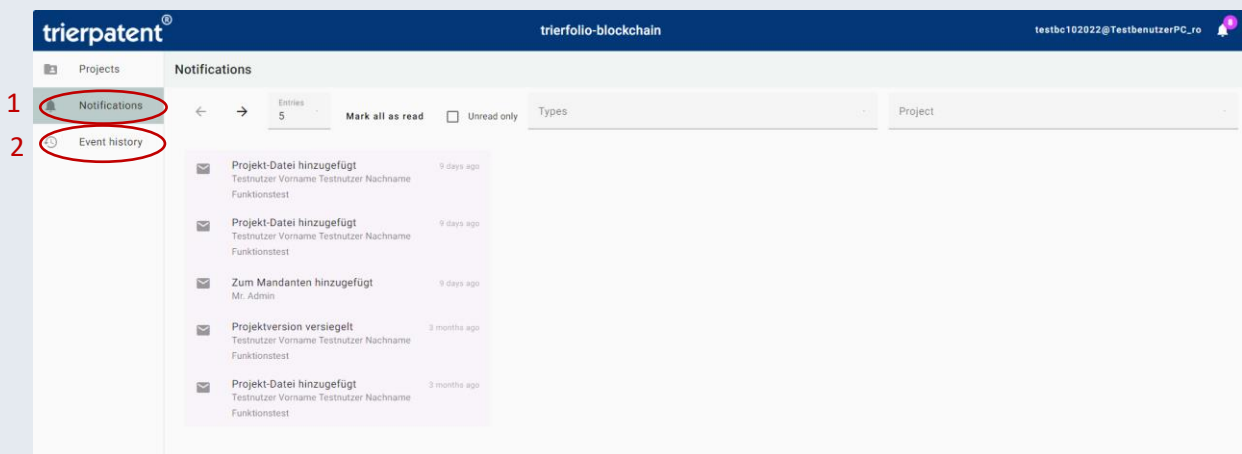 trierpatent®
trierfolio-blockchain
testbc102022@TestbenutzerPC_ro
Projects
Notifications
1
Notifications
2
Event history
Entries
5
Mark all as read
Unread only
Types
Project
Projekt-Datei hinzugefügt
9 days ago
Testnutzer Vorname Testnutzer Nachname
Funktionstest
Projekt-Datei hinzugefügt
9 days ago
Testnutzer Vorname Testnutzer Nachname
Funktionstest
Zum Mandanten hinzugefügt
9 days ago
Mr. Admin
Projektversion versiegelt
3 months ago
Testnutzer Vorname Testnutzer Nachname
Funktionstest
Projekt-Datei hinzugefügt
3 months ago
Testnutzer Vorname Testnutzer Nachname
Funktionstest